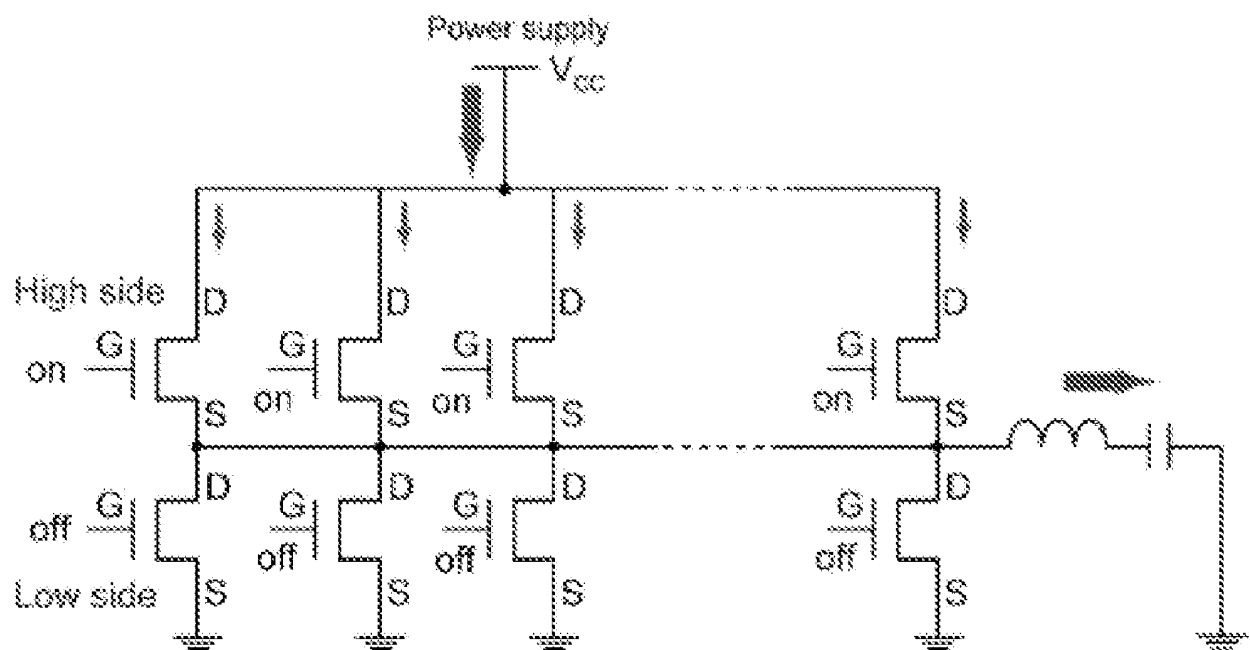 Power supply
VCC
High side
D D D D
G G G G
on on on on
S S S S
D D D D
G G G G
off off off off
Low side
S S S S